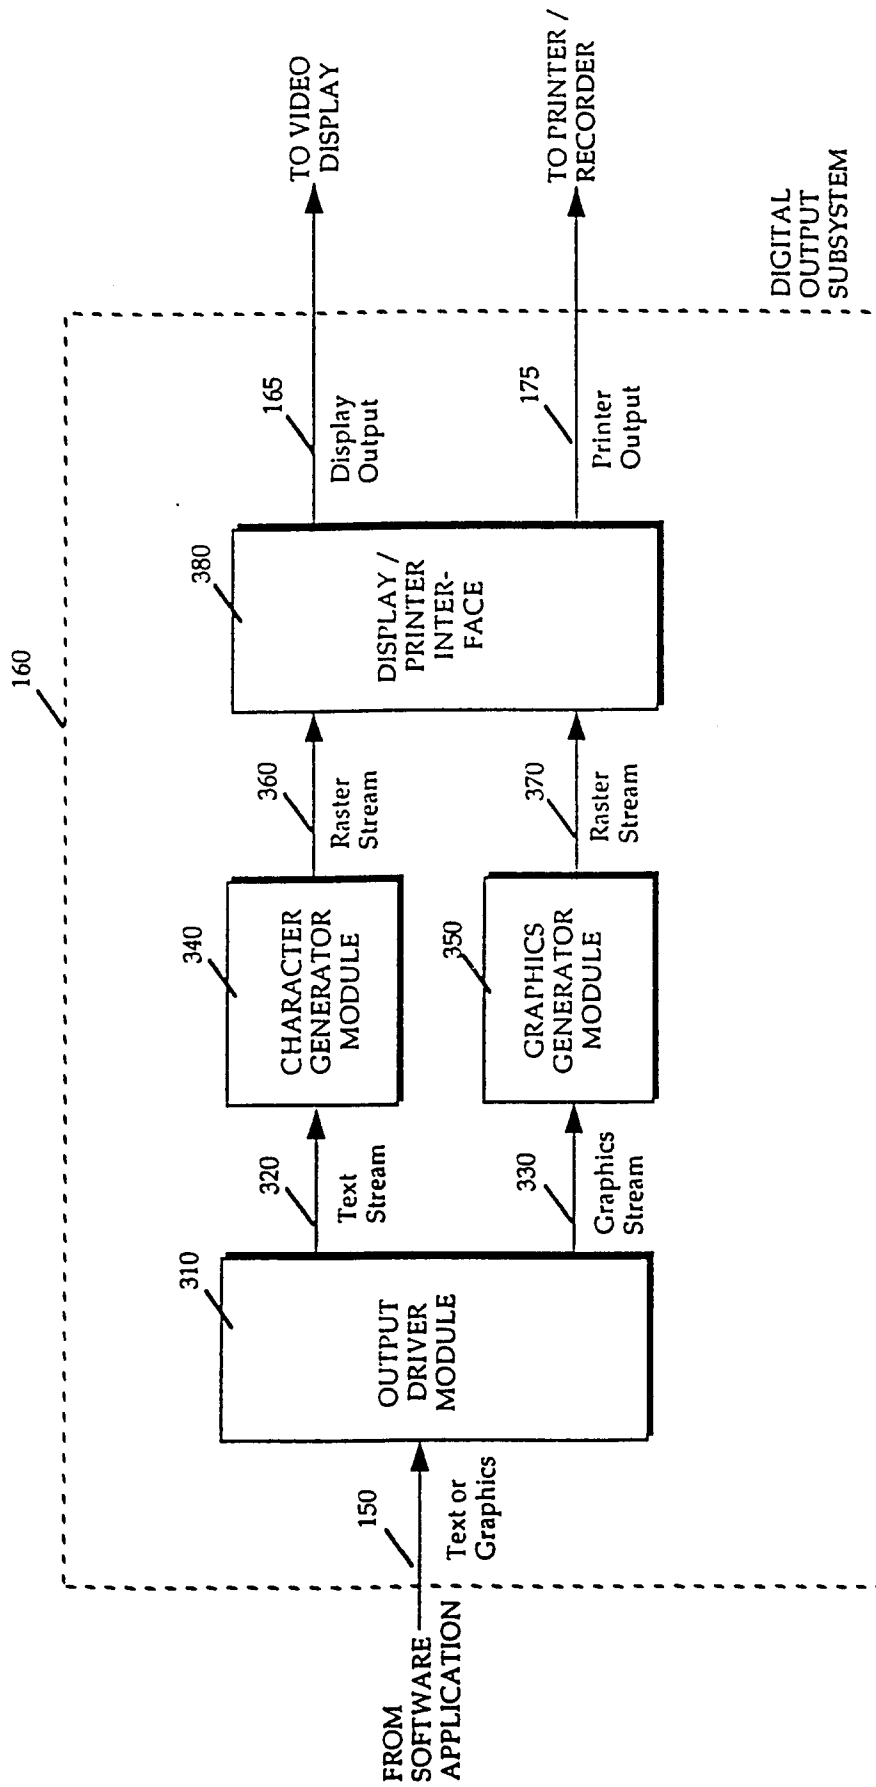 160
FROM
SOFTWARE
APPLICATION
150
Text or
Graphics
310
OUTPUT
DRIVER
MODULE
320
Text
Stream
330
Graphics
Stream
340
CHARACTER
GENERATOR
MODULE
350
GRAPHICS
GENERATOR
MODULE
360
Raster
Stream
370
Raster
Stream
380
DISPLAY /
PRINTER
INTER-
FACE
165
Display
Output
175
Printer
Output
TO VIDEO
DISPLAY
TO PRINTER /
RECORDER
DIGITAL
OUTPUT
SUBSYSTEM